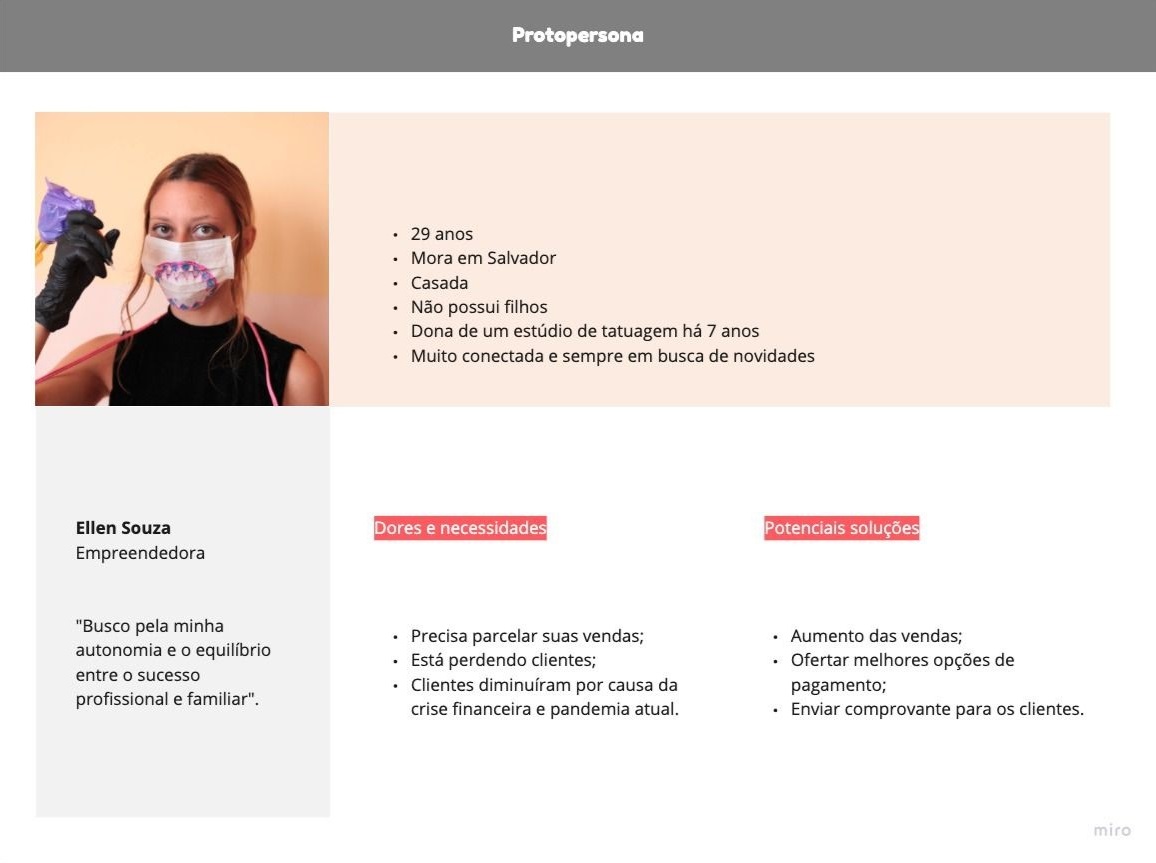 Protopersona
• 29 anos
• Mora em Salvador
• Casada
• Não possui filhos
• Dona de um estúdio de tatuagem há 7 anos
• Muito conectada e sempre em busca de novidades
Ellen Souza
Empreendedora
"Busco pela minha
autonomia e o equilíbrio
entre o sucesso
profissional e familiar".
Dores e necessidades
• Precisa parcelar suas vendas;
• Está perdendo clientes;
• Clientes diminuíram por causa da
crise financeira e pandemia atual.
Potenciais soluções
• Aumento das vendas;
• Ofertar melhores opções de
pagamento;
• Enviar comprovante para os clientes.
miro